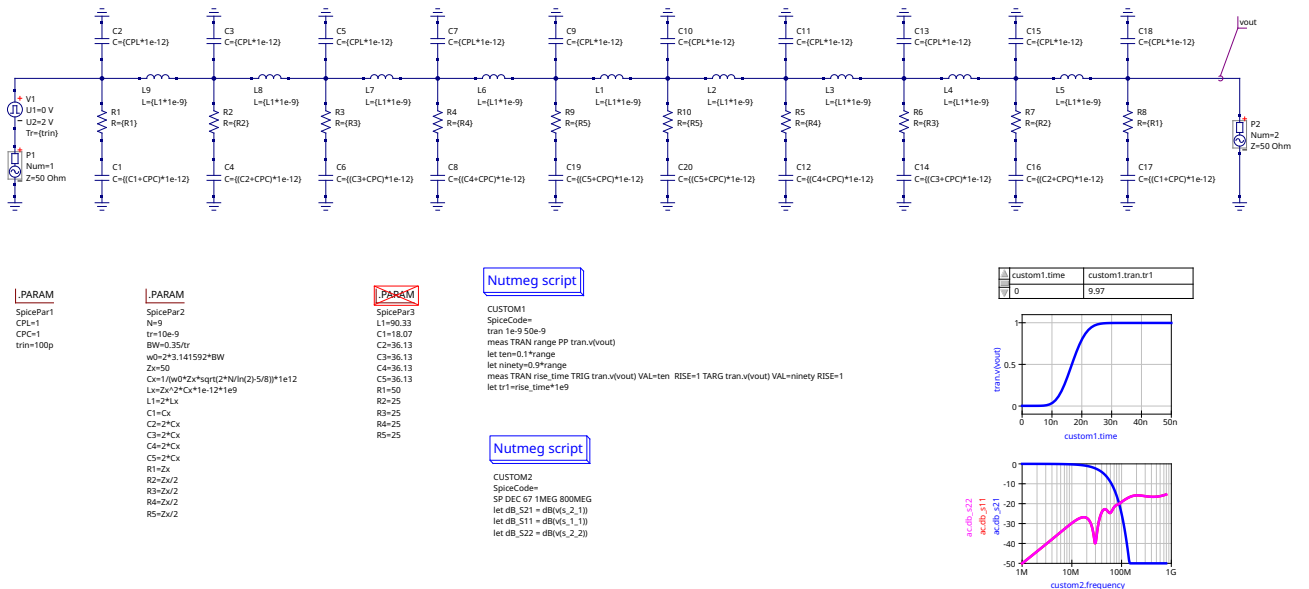 C2
C={CPL*1e-12}
C3
C={CPL*1e-12}
C5
C={CPL*1e-12}
C7
C={CPL*1e-12}
C9
C={CPL*1e-12}
C10
C={CPL*1e-12}
C11
C={CPL*1e-12}
C13
C={CPL*1e-12}
C15
C={CPL*1e-12}
C18
C={CPL*1e-12}
vout
L9
L={L1*1e-9}
L8
L={L1*1e-9}
L7
L={L1*1e-9}
L6
L={L1*1e-9}
L1
L={L1*1e-9}
L2
L={L1*1e-9}
L3
L={L1*1e-9}
L4
L={L1*1e-9}
L5
L={L1*1e-9}
V1
U1=0 V
U2=2 V
Tr={trin}
R1
R={R1}
R2
R={R2}
R3
R={R3}
R4
R={R4}
R9
R={R5}
R10
R={R5}
R5
R={R4}
R6
R={R3}
R7
R={R2}
R8
R={R1}
P2
Num=2
Z=50 Ohm
P1
Num=1
Z=50 Ohm
C1
C={(C1+CPC)*1e-12}
C4
C={(C2+CPC)*1e-12}
C6
C={(C3+CPC)*1e-12}
C8
C={(C4+CPC)*1e-12}
C19
C={(C5+CPC)*1e-12}
C20
C={(C5+CPC)*1e-12}
C12
C={(C4+CPC)*1e-12}
C14
C={(C3+CPC)*1e-12}
C16
C={(C2+CPC)*1e-12}
C17
C={(C1+CPC)*1e-12}
.PARAM
SpicePar1
CPL=1
CPC=1
trin=100p
.PARAM
SpicePar2
N=9
tr=10e-9
BW=0.35/tr
w0=2*3.141592*BW
Zx=50
Cx=1/(w0*Zx*sqrt(2*N/ln(2)-5/8))*1e12
Lx=Zx^2*Cx*1e-12*1e9
L1=2*Lx
C1=Cx
C2=2*Cx
C3=2*Cx
C4=2*Cx
C5=2*Cx
R1=Zx
R2=Zx/2
R3=Zx/2
R4=Zx/2
R5=Zx/2
.PARAM
SpicePar3
L1=90.33
C1=18.07
C2=36.13
C3=36.13
C4=36.13
C5=36.13
R1=50
R2=25
R3=25
R4=25
R5=25
Nutmeg script
CUSTOM1
SpiceCode=
tran 1e-9 50e-9
meas TRAN range PP tran.v(vout)
let ten=0.1*range
let ninety=0.9*range
meas TRAN rise_time TRIG tran.v(vout) VAL=ten RISE=1 TARG tran.v(vout) VAL=ninety RISE=1
let tr1=rise_time*1e9
Nutmeg script
CUSTOM2
SpiceCode=
SP DEC 67 1MEG 800MEG
let dB_S21 = dB(v(s_2_1))
let dB_S11 = dB(v(s_1_1))
let dB_S22 = dB(v(s_2_2))
custom1.time custom1.tran.tr1
0 9.97
tran.v(vout)
1
0.5
0
0 10n 20n 30n 40n 50n
custom1.time
ac.db_s22
ac.db_s11
ac.db_s21
0
-10
-20
-30
-40
-50
1M 10M 100M 1G
custom2.frequency